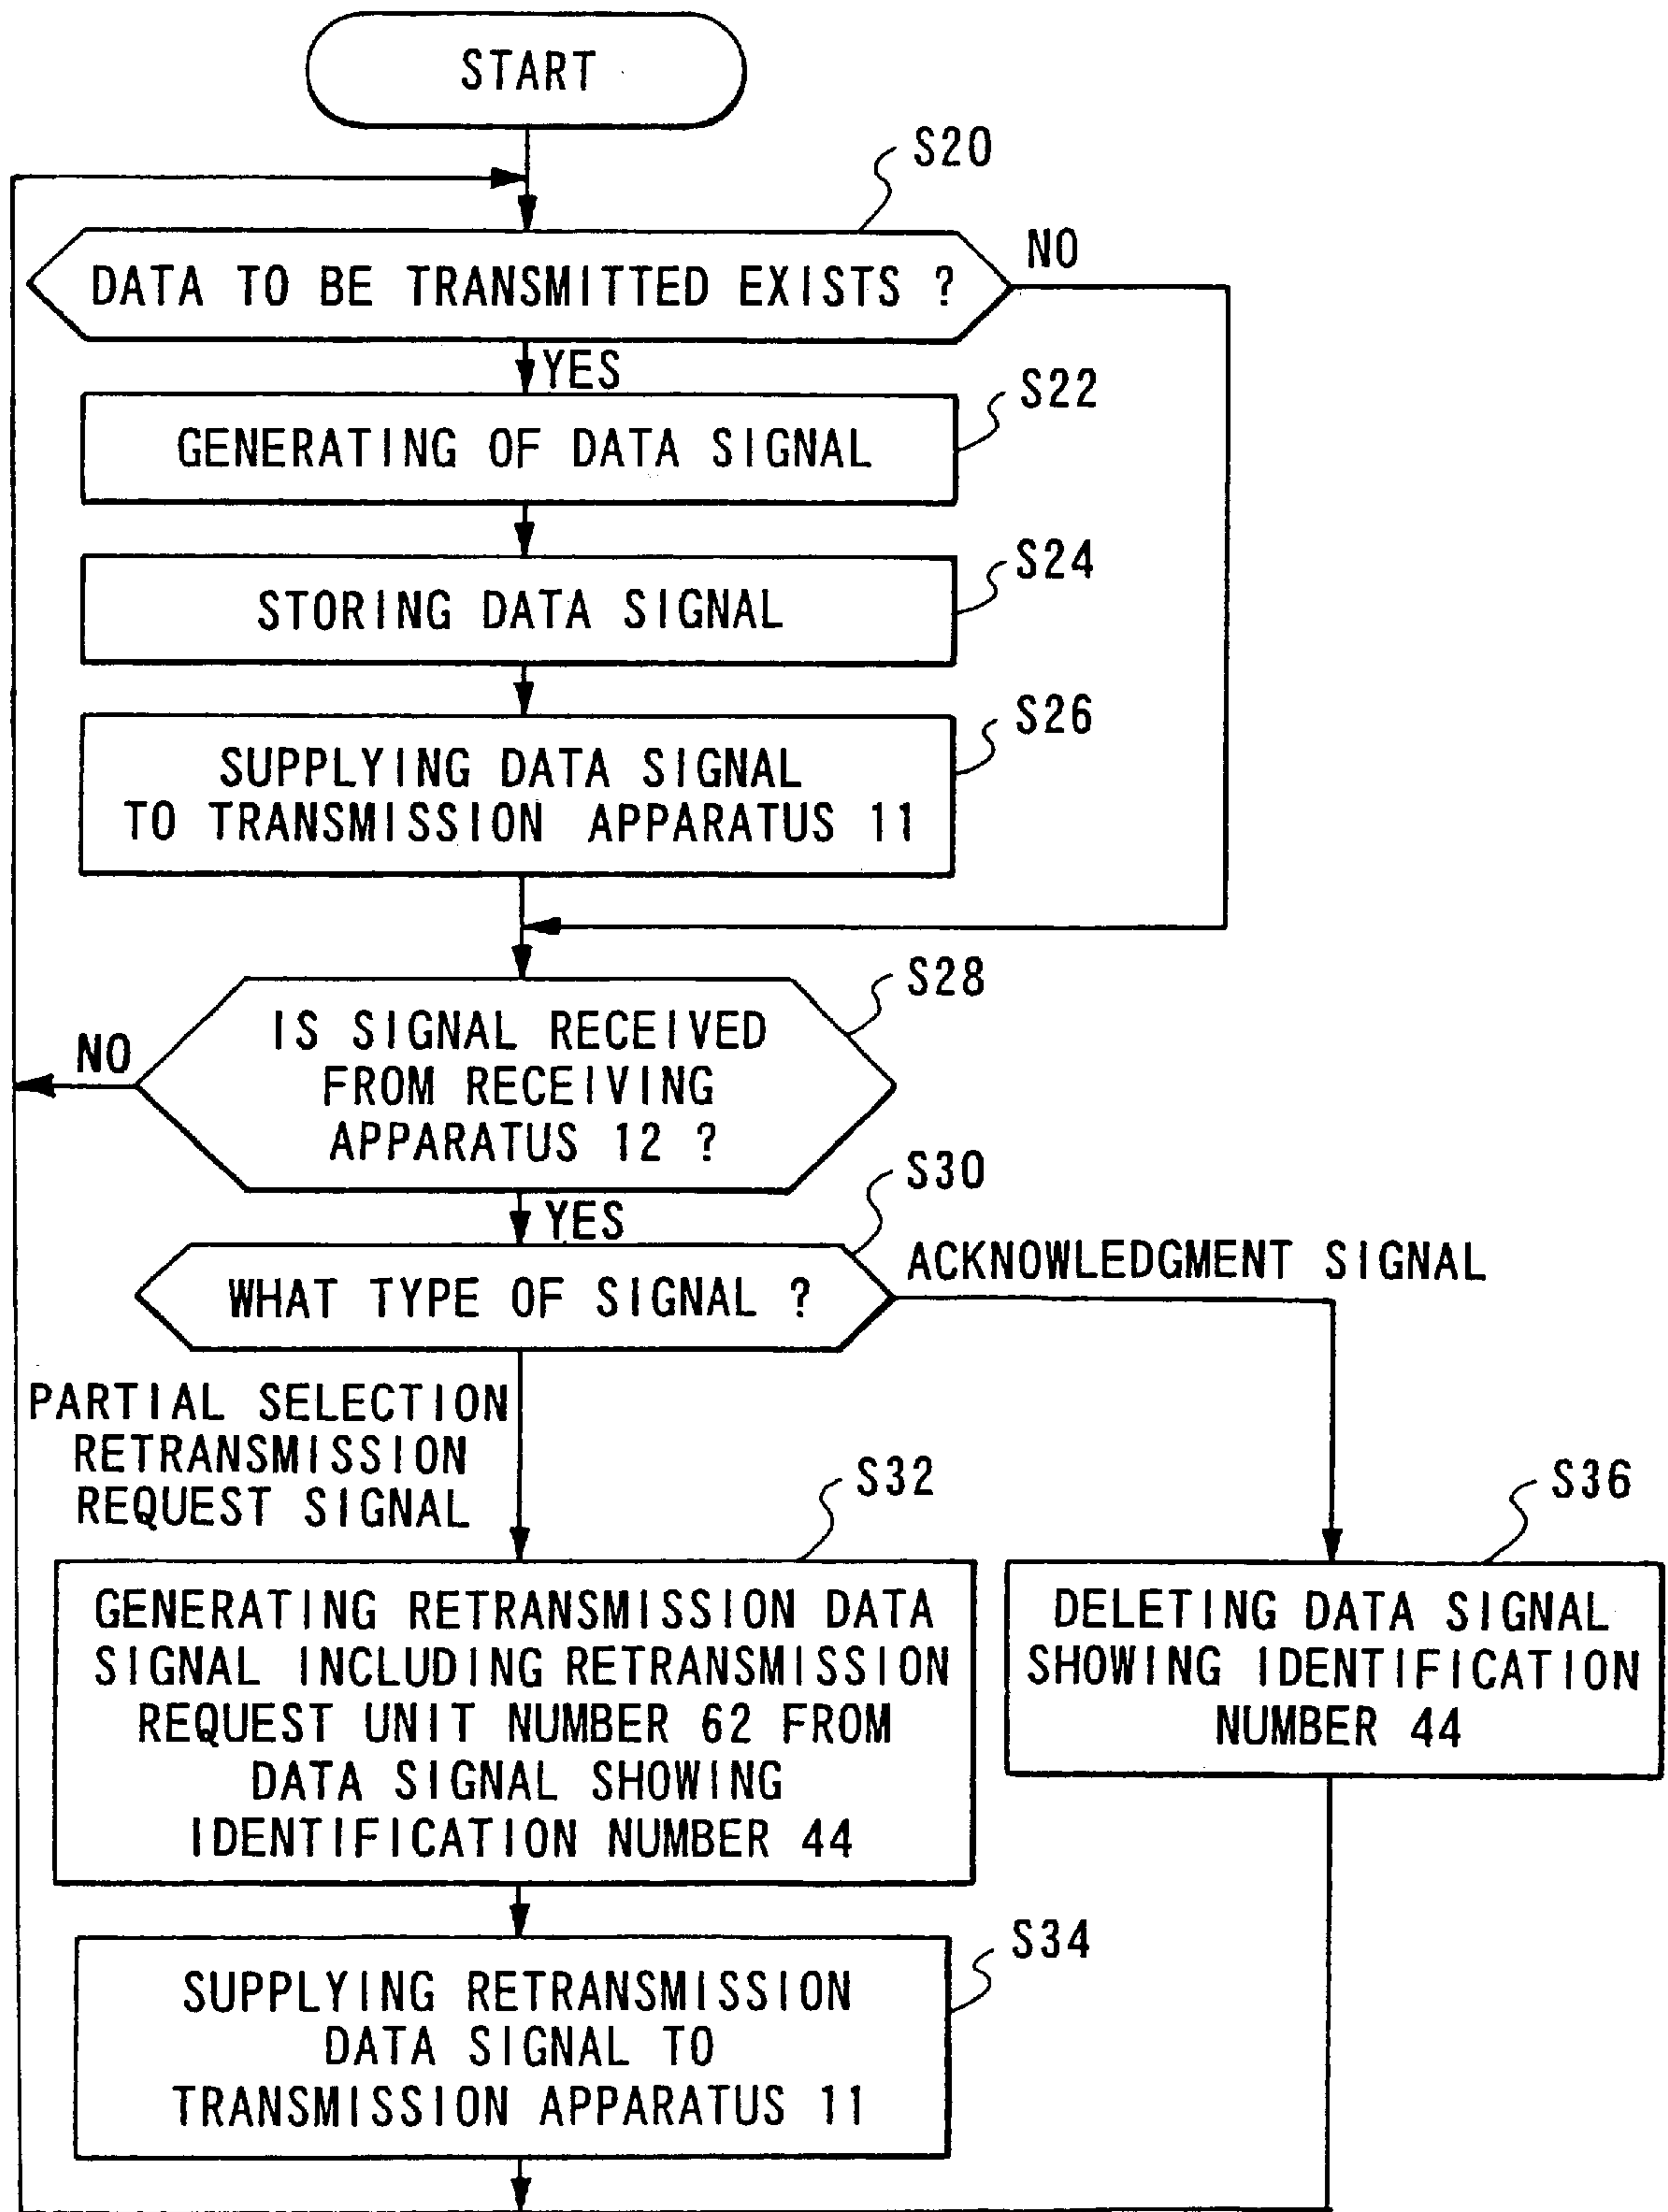 START
S20
DATA TO BE TRANSMITTED EXISTS ?
NO
YES
S22
GENERATING OF DATA SIGNAL
S24
STORING DATA SIGNAL
S26
SUPPLYING DATA SIGNAL
TO TRANSMISSION APPARATUS 11
S28
IS SIGNAL RECEIVED
FROM RECEIVING
APPARATUS 12 ?
NO
YES
S30
WHAT TYPE OF SIGNAL ?
ACKNOWLEDGMENT SIGNAL
PARTIAL SELECTION
RETRANSMISSION
REQUEST SIGNAL
S32
GENERATING RETRANSMISSION DATA
SIGNAL INCLUDING RETRANSMISSION
REQUEST UNIT NUMBER 62 FROM
DATA SIGNAL SHOWING
IDENTIFICATION NUMBER 44
S36
DELETING DATA SIGNAL
SHOWING IDENTIFICATION
NUMBER 44
S34
SUPPLYING RETRANSMISSION
DATA SIGNAL TO
TRANSMISSION APPARATUS 11